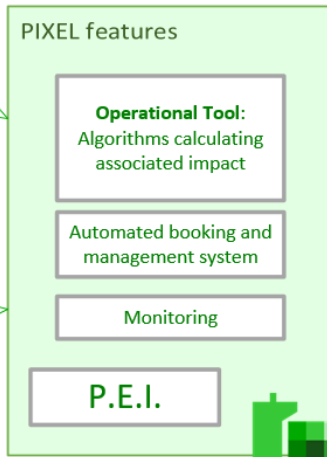 PIXEL features
Operational Tool:
Algorithms calculating
associated impact
Automated booking and
management system
Monitoring
P.E.I.